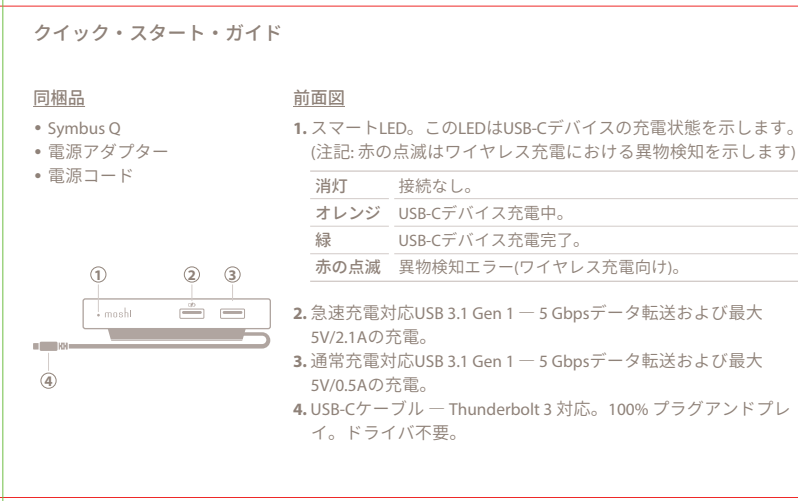 クイック・スタート・ガイド
同梱品
• Symbus Q
• 電源アダプター
• 電源コード
① ② ③
moshi
④
前面図
1. スマートLED。このLEDはUSB-Cデバイスの充電状態を示します。
(注記: 赤の点滅はワイヤレス充電における異物検知を示します)
消灯 接続なし。
オレンジ USB-Cデバイス充電中。
緑 USB-Cデバイス充電完了。
赤の点滅 異物検知エラー(ワイヤレス充電向け)。
2. 急速充電対応USB 3.1 Gen 1 — 5 Gbpsデータ転送および最大
5V/2.1Aの充電。
3. 通常充電対応USB 3.1 Gen 1 — 5 Gbpsデータ転送および最大
5V/0.5Aの充電。
4. USB-Cケーブル — Thunderbolt 3 対応。100% プラグアンドプレ
イ。ドライバ不要。